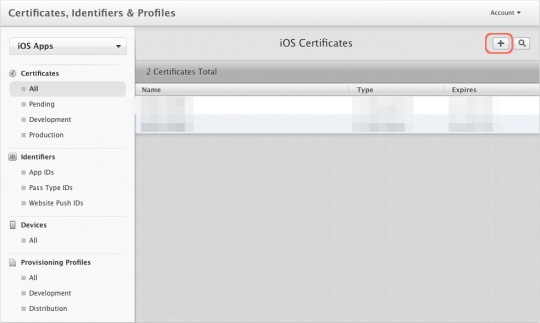 Certificates, Identifiers & Profiles
Account
iOS Apps
iOS Certificates
Certificates
All
Pending
Development
Production
Identifiers
App IDs
Pass Type IDs
Website Push IDs
Devices
All
Provisioning Profiles
All
Development
Distribution
2 Certificates Total
Name Type Expires